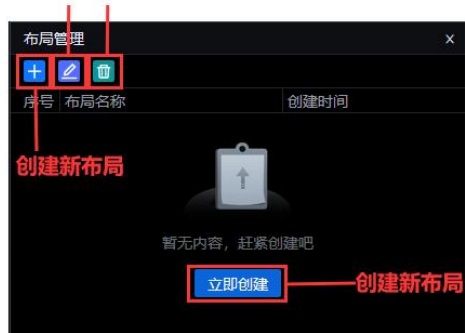 布局管理
序号 布局名称 创建时间
创建新布局
暂无内容，赶紧创建吧
立即创建 创建新布局